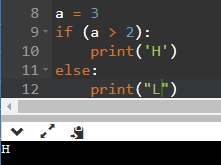 8 a = 3
9 if (a > 2):
10     print('H')
11 else:
12     print("L")
H